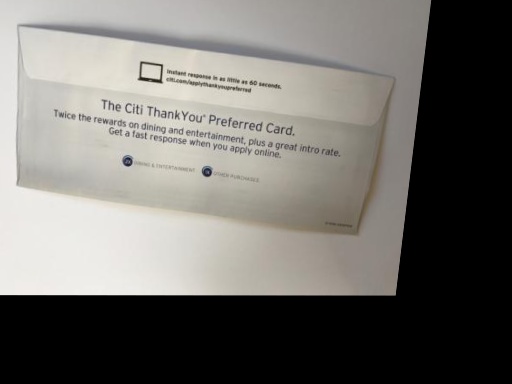 Instant response in as little as 60 seconds.
citi.com/applythankyoupreferred
The Citi ThankYou® Preferred Card.
Twice the rewards on dining and entertainment, plus a great intro rate.
Get a fast response when you apply online.
2X DINING & ENTERTAINMENT 1X OTHER PURCHASES